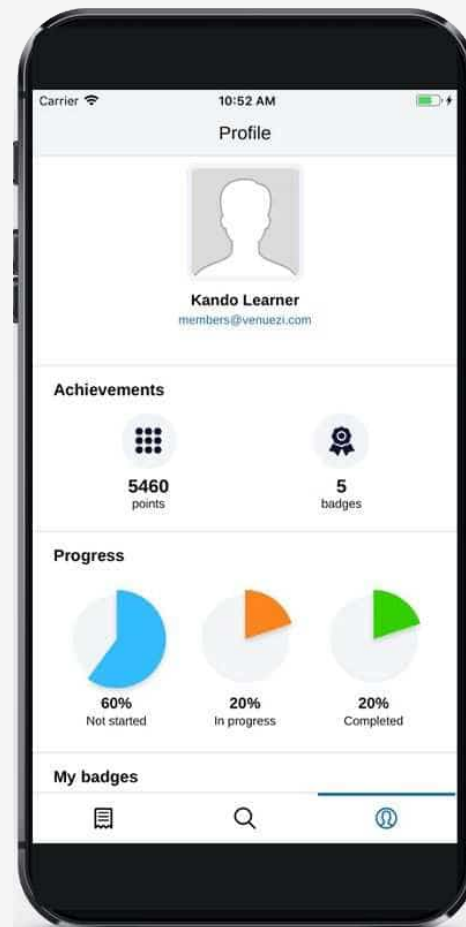 Carrier
10:52 AM
Profile
Kando Learner
members@venuezi.com
Achievements
5460
points
5
badges
Progress
60%
Not started
20%
In progress
20%
Completed
My badges